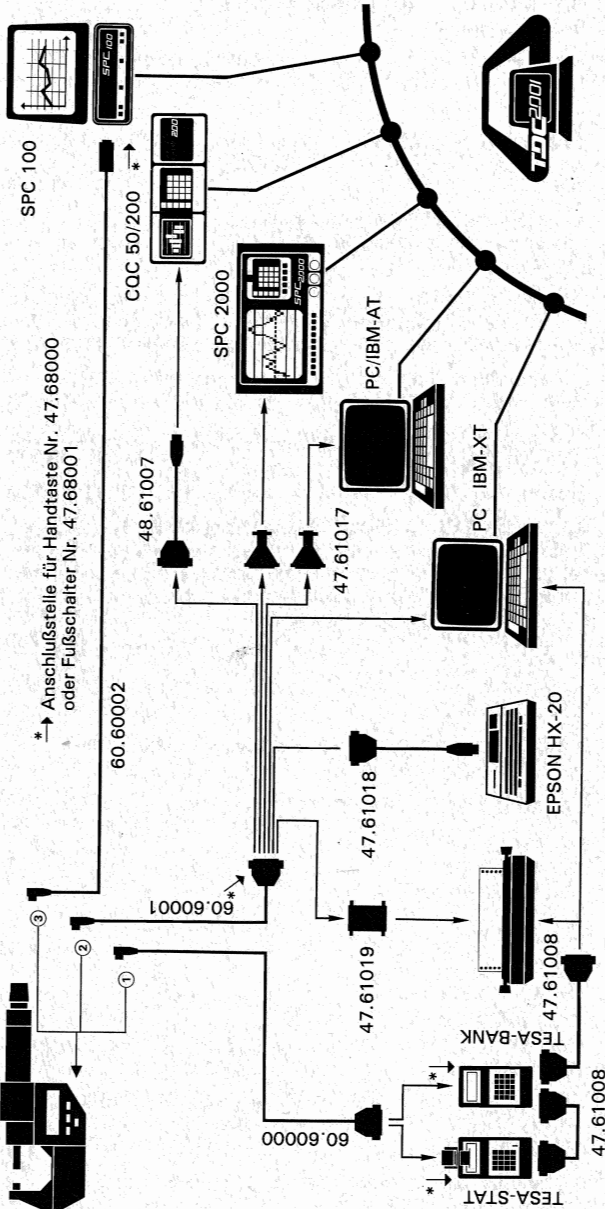 SPC 100
SPC 100
*→ Anschlußstelle für Handtaste Nr. 47.68000
oder Fußschalter Nr. 47.68001
60.60002
CQC 50/200
*→
200
③
②
①
60.60001
*
48.61007
SPC 2000
SPC 2000
47.61017
PC/IBM-AT
PC IBM-XT
TDC 2001
47.61018
EPSON HX-20
47.61019
60.60000
*
*
TESA-STAT
TESA-BANK
47.61008
47.61008